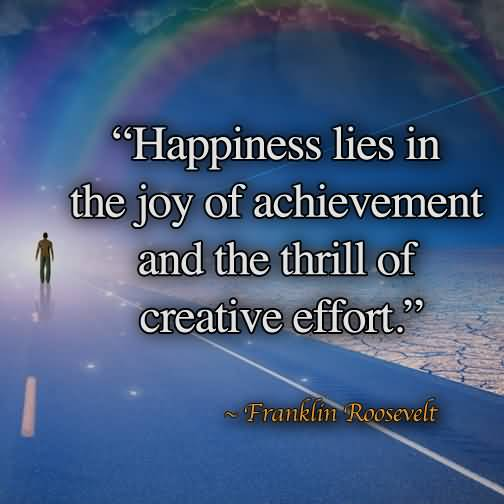 “Happiness lies in
the joy of achievement
and the thrill of
creative effort.”
~ Franklin Roosevelt